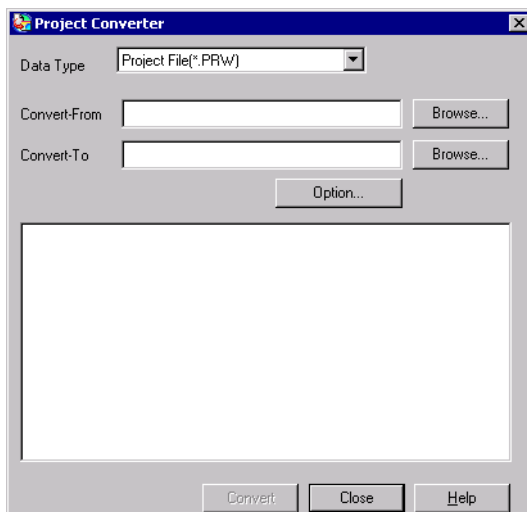 Project Converter
Data Type Project File(*.PRW)
Convert-From Browse...
Convert-To Browse...
Option...
Convert Close Help